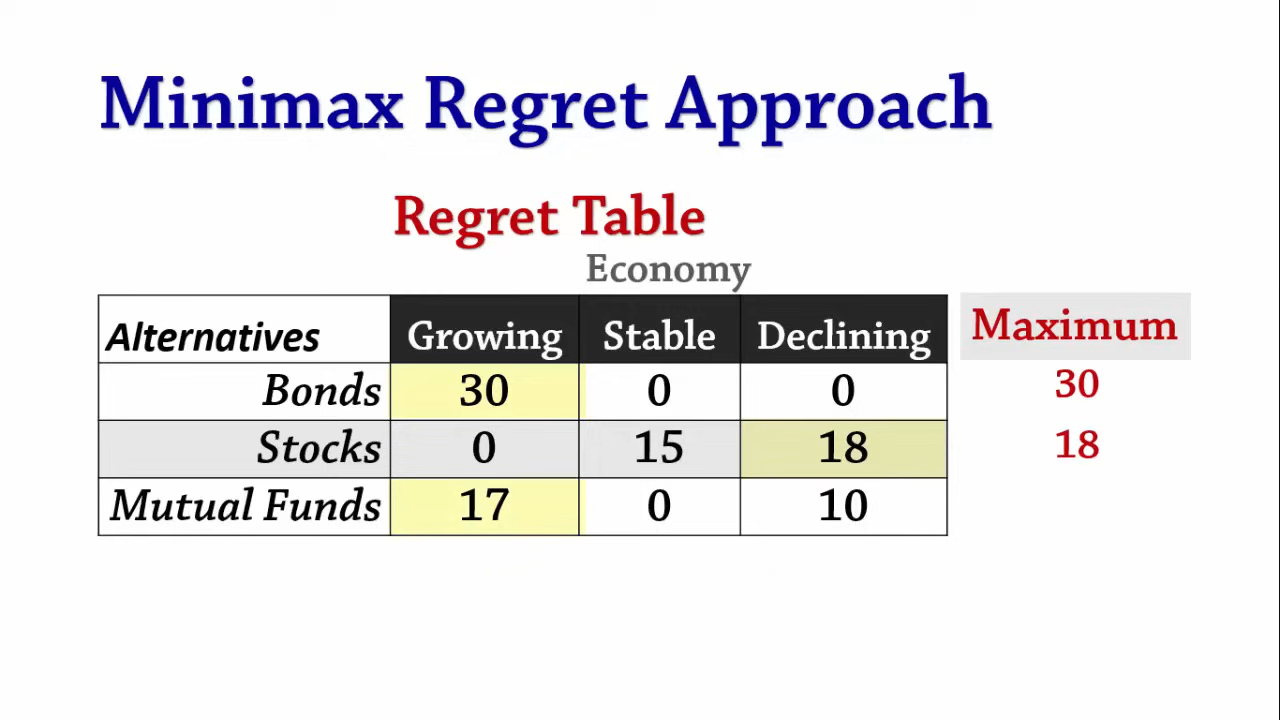 Minimax Regret Approach
Regret Table
Economy
Alternatives Growing Stable Declining Maximum
Bonds 30 0 0 30
Stocks 0 15 18 18
Mutual Funds 17 0 10